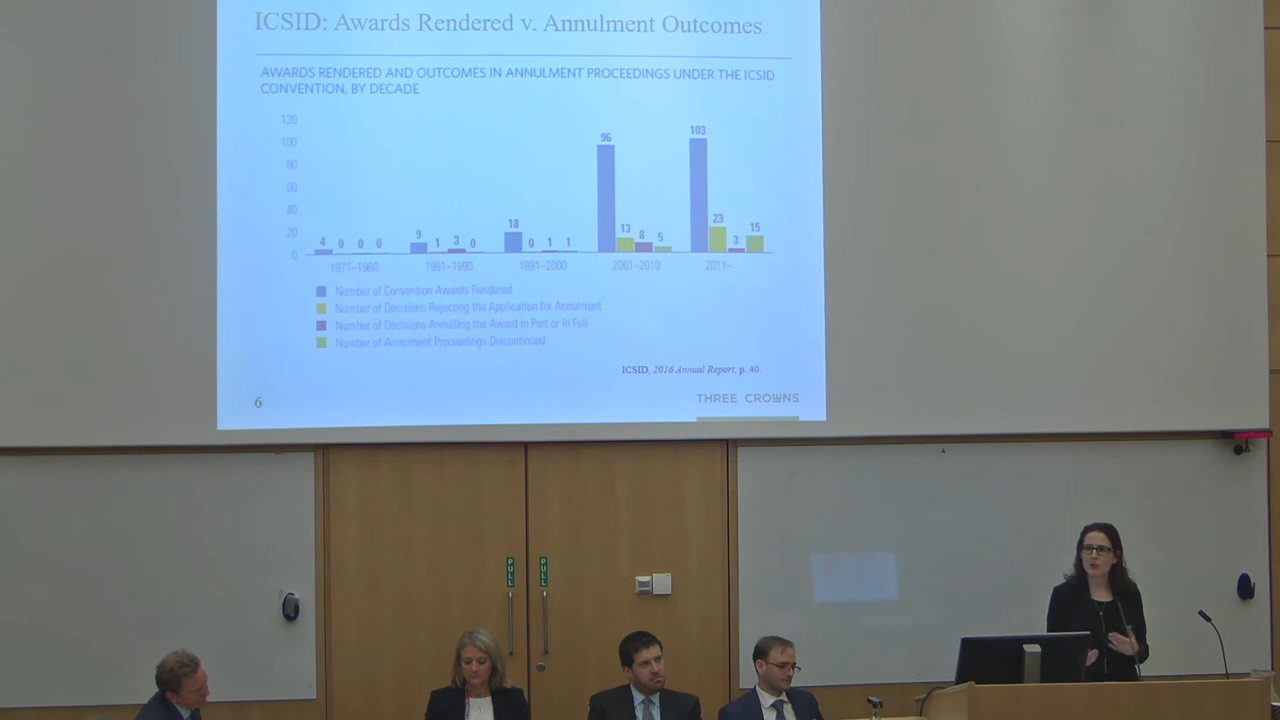 ICSID: Awards Rendered v. Annulment Outcomes
AWARDS RENDERED AND OUTCOMES IN ANNULMENT PROCEEDINGS UNDER THE ICSID
CONVENTION, BY DECADE
120
100
80
60
40
20
0
4 0 0 0
9 1 3 0
18 0 1 1
96 13 8 5
103 23 3 15
1971–1980 1981–1990 1991–2000 2001–2010 2011–
Number of Convention Awards Rendered
Number of Decisions Rejecting the Application for Annulment
Number of Decisions Annulling the Award in Part or in Full
Number of Annulment Proceedings Discontinued
ICSID, 2016 Annual Report, p. 40.
6
THREE CROWNS
PULL
PULL